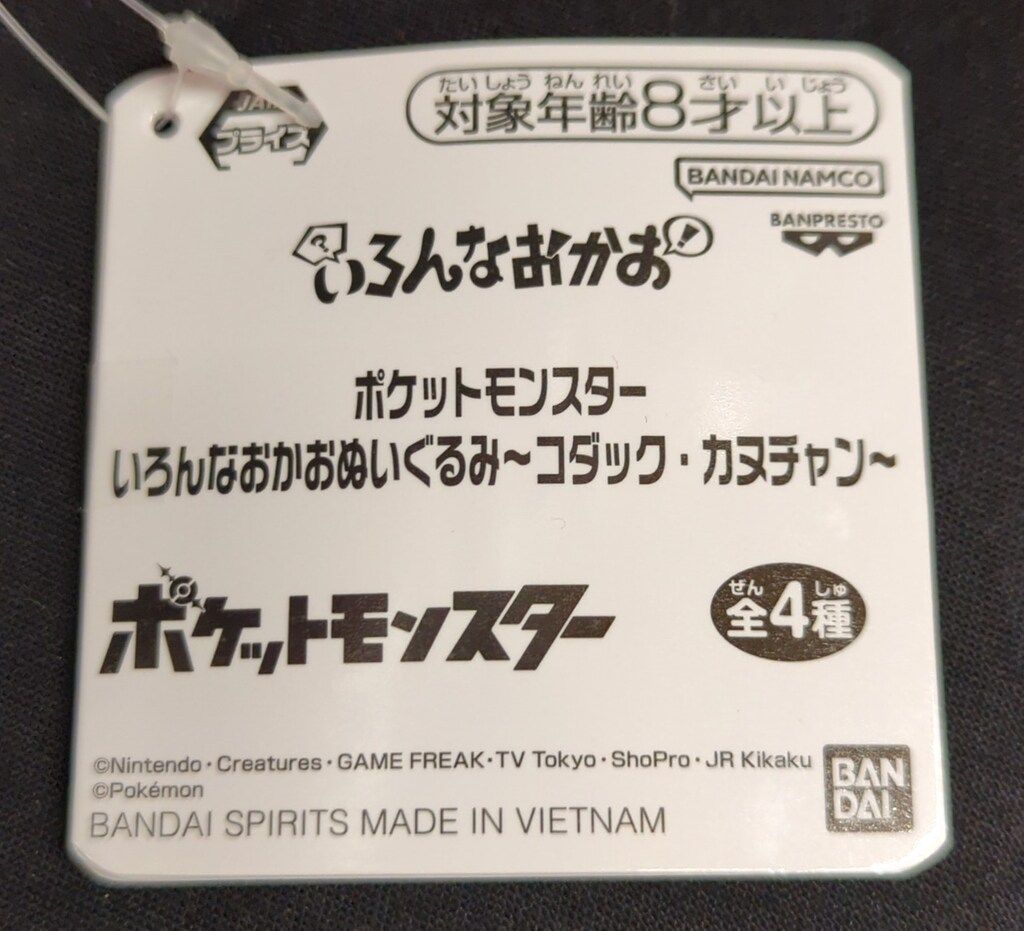 プライズ
たいしょうねんれい さいいじょう
対象年齢8才以上
BANDAI NAMCO
BANPRESTO
?いろんなおかお!
ポケットモンスター
いろんなおかおぬいぐるみ~コダック・カヌチャン~
ポケットモンスター
ぜん しゅ
全4種
©Nintendo・Creatures・GAME FREAK・TV Tokyo・ShoPro・JR Kikaku
©Pokémon
BANDAI SPIRITS MADE IN VIETNAM
BAN
DAI